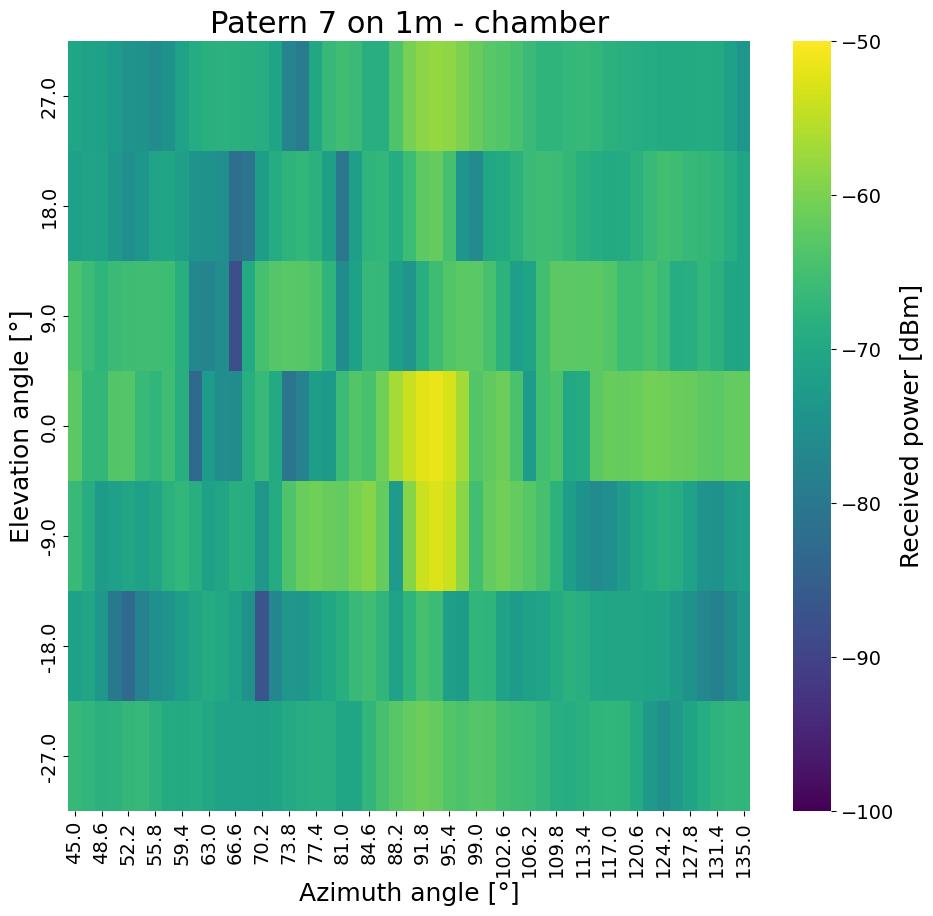 Patern 7 on 1m - chamber
Elevation angle [°]
27.0
18.0
9.0
0.0
-9.0
-18.0
-27.0
45.0 48.6 52.2 55.8 59.4 63.0 66.6 70.2 73.8 77.4 81.0 84.6 88.2 91.8 95.4 99.0 102.6 106.2 109.8 113.4 117.0 120.6 124.2 127.8 131.4 135.0
Azimuth angle [°]
−50
−60
−70
−80
−90
−100
Received power [dBm]